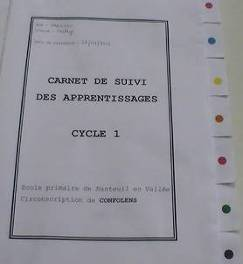 CARNET DE SUIVI
DES APPRENTISSAGES
CYCLE 1
Ecole primaire de Nanteuil en Vallée
Circonscription de CONFOLENS